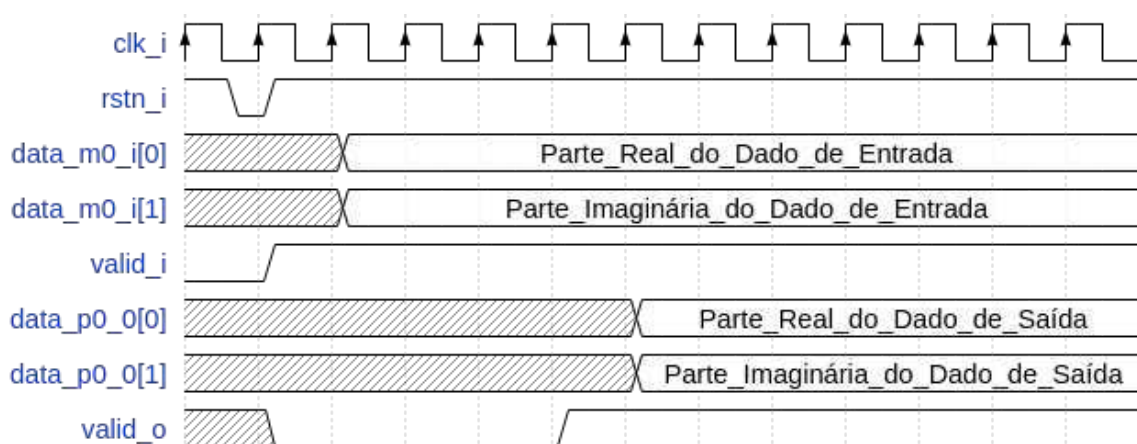 clk_i
rstn_i
data_m0_i[0] Parte_Real_do_Dado_de_Entrada
data_m0_i[1] Parte_Imaginária_do_Dado_de_Entrada
valid_i
data_p0_0[0] Parte_Real_do_Dado_de_Saída
data_p0_0[1] Parte_Imaginária_do_Dado_de_Saída
valid_o